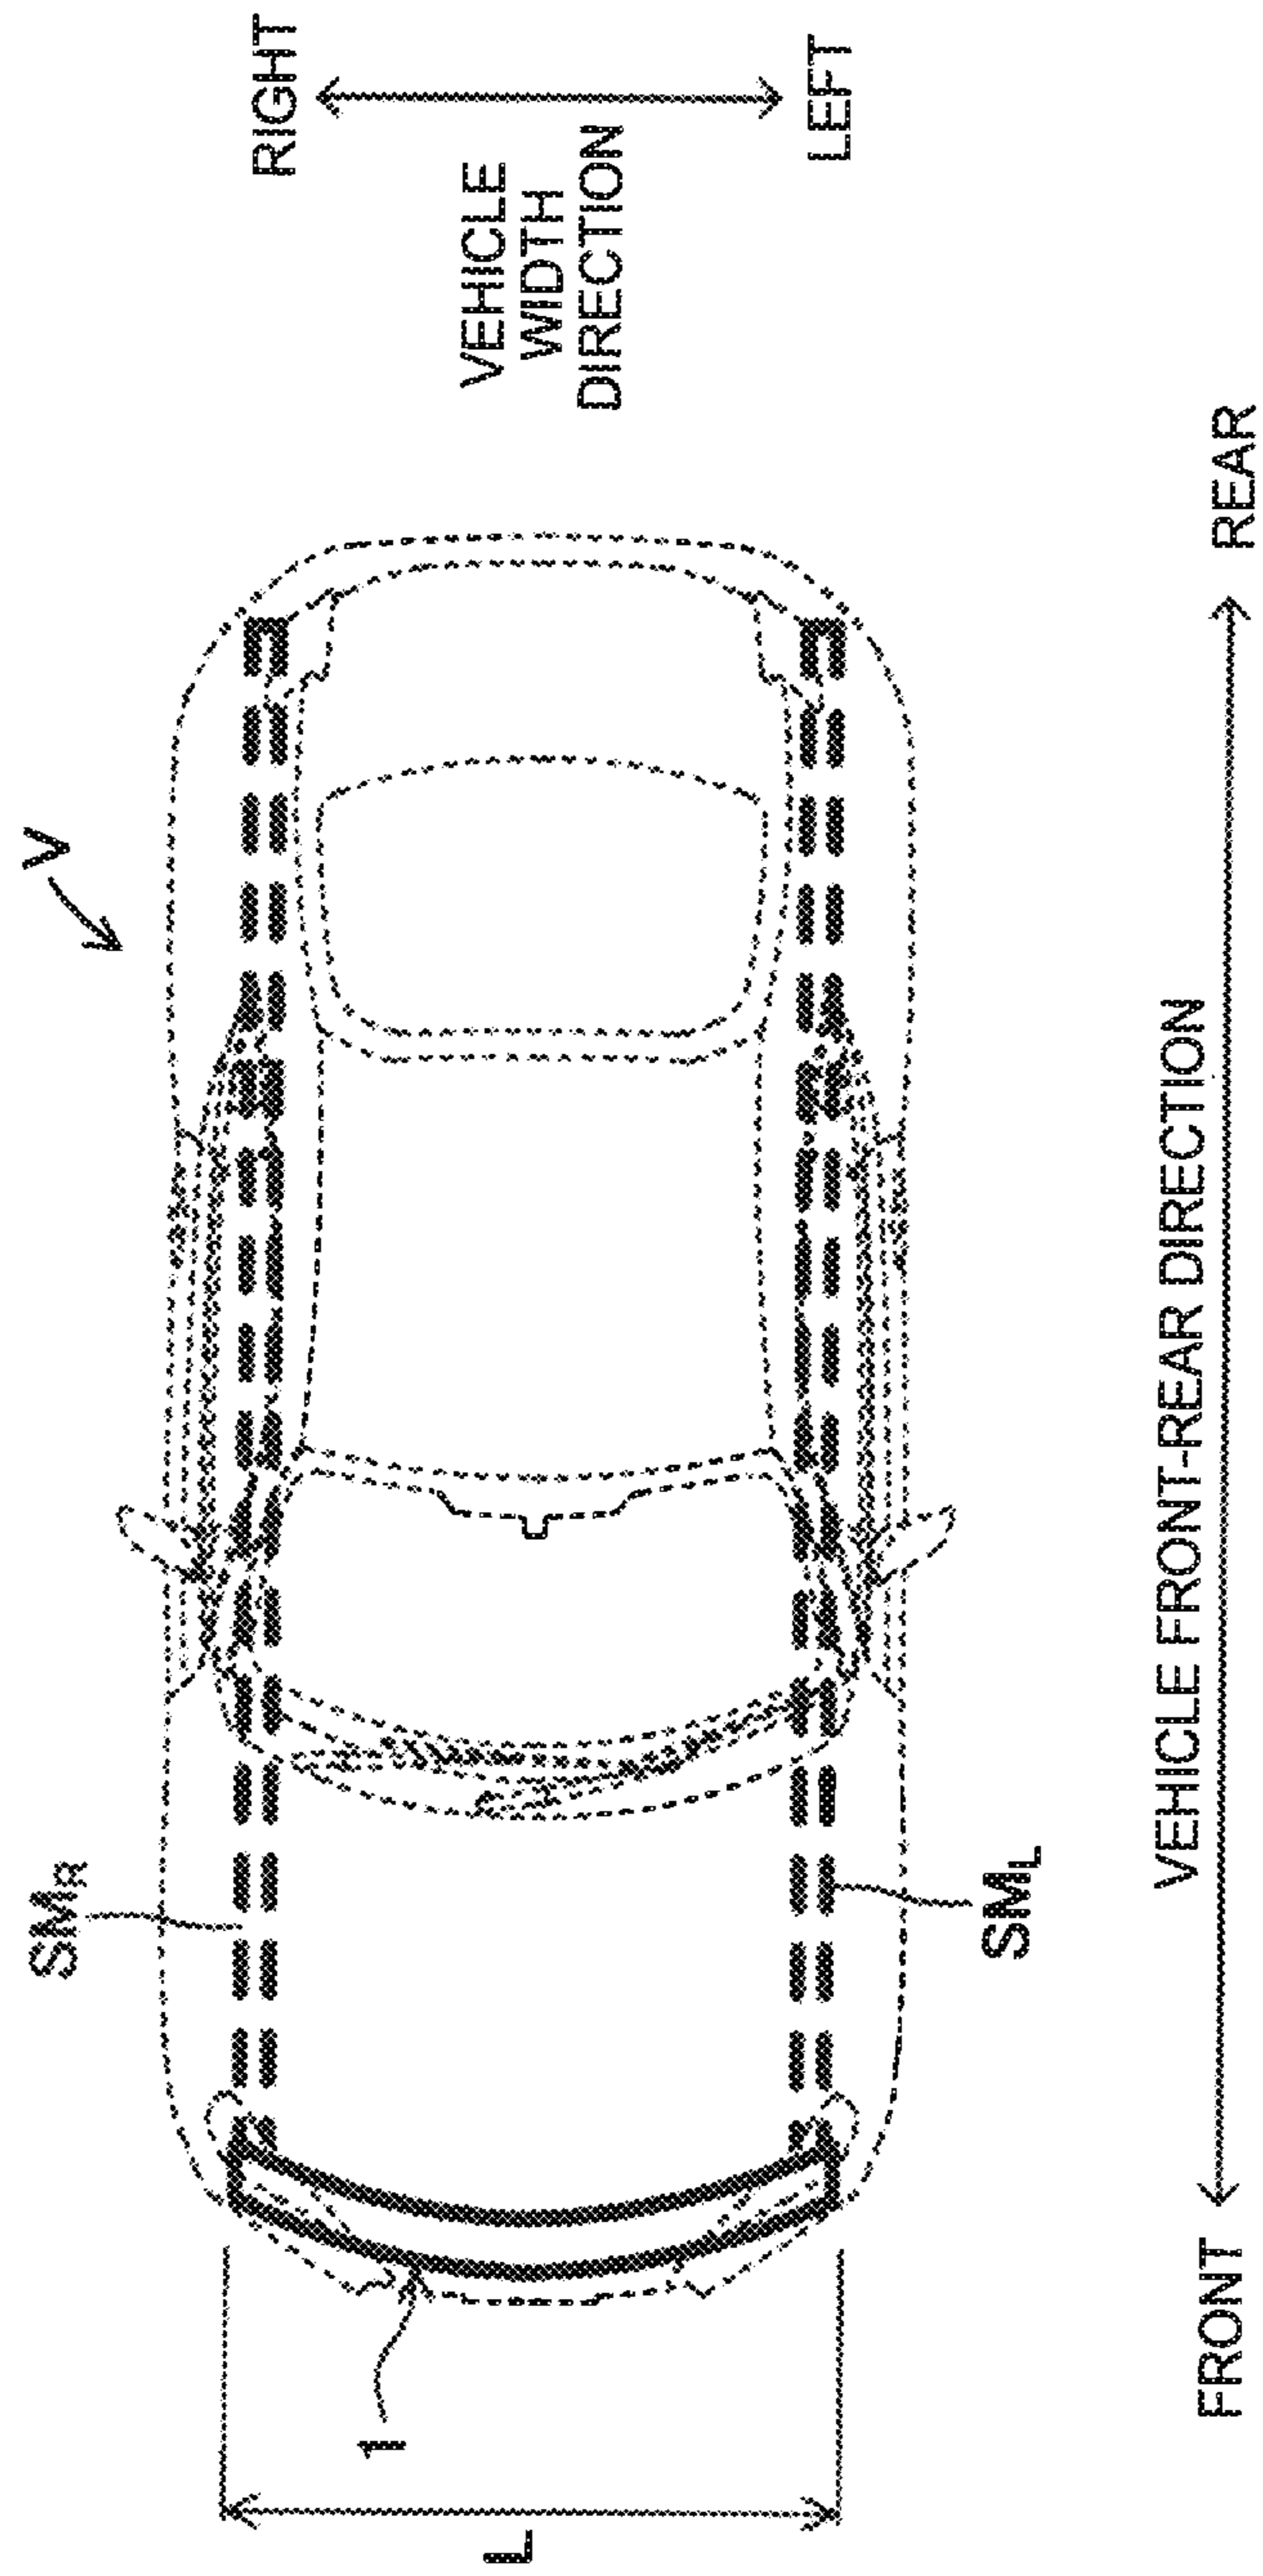 V
RIGHT
VEHICLE
WIDTH
DIRECTION
LEFT
SMR
SML
1
L
FRONT
VEHICLE FRONT-REAR DIRECTION
REAR